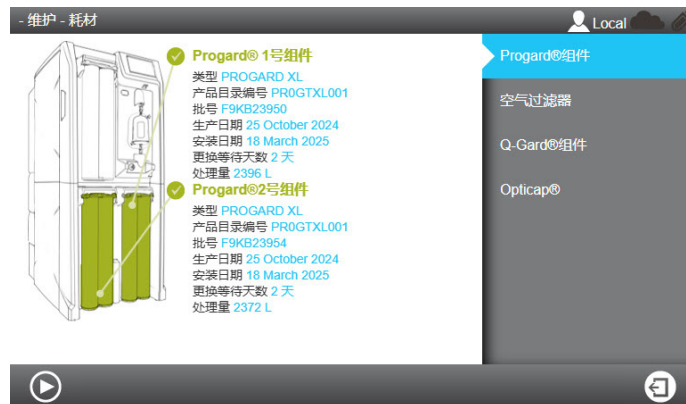 - 维护 - 耗材
Local
Progard® 1号组件
类型 PROGARD XL
产品目录编号 PR0GTXL001
批号 F9KB23950
生产日期 25 October 2024
安装日期 18 March 2025
更换等待天数 2 天
处理量 2396 L
Progard®2号组件
类型 PROGARD XL
产品目录编号 PR0GTXL001
批号 F9KB23954
生产日期 25 October 2024
安装日期 18 March 2025
更换等待天数 2 天
处理量 2372 L
Progard®组件
空气过滤器
Q-Gard®组件
Opticap®